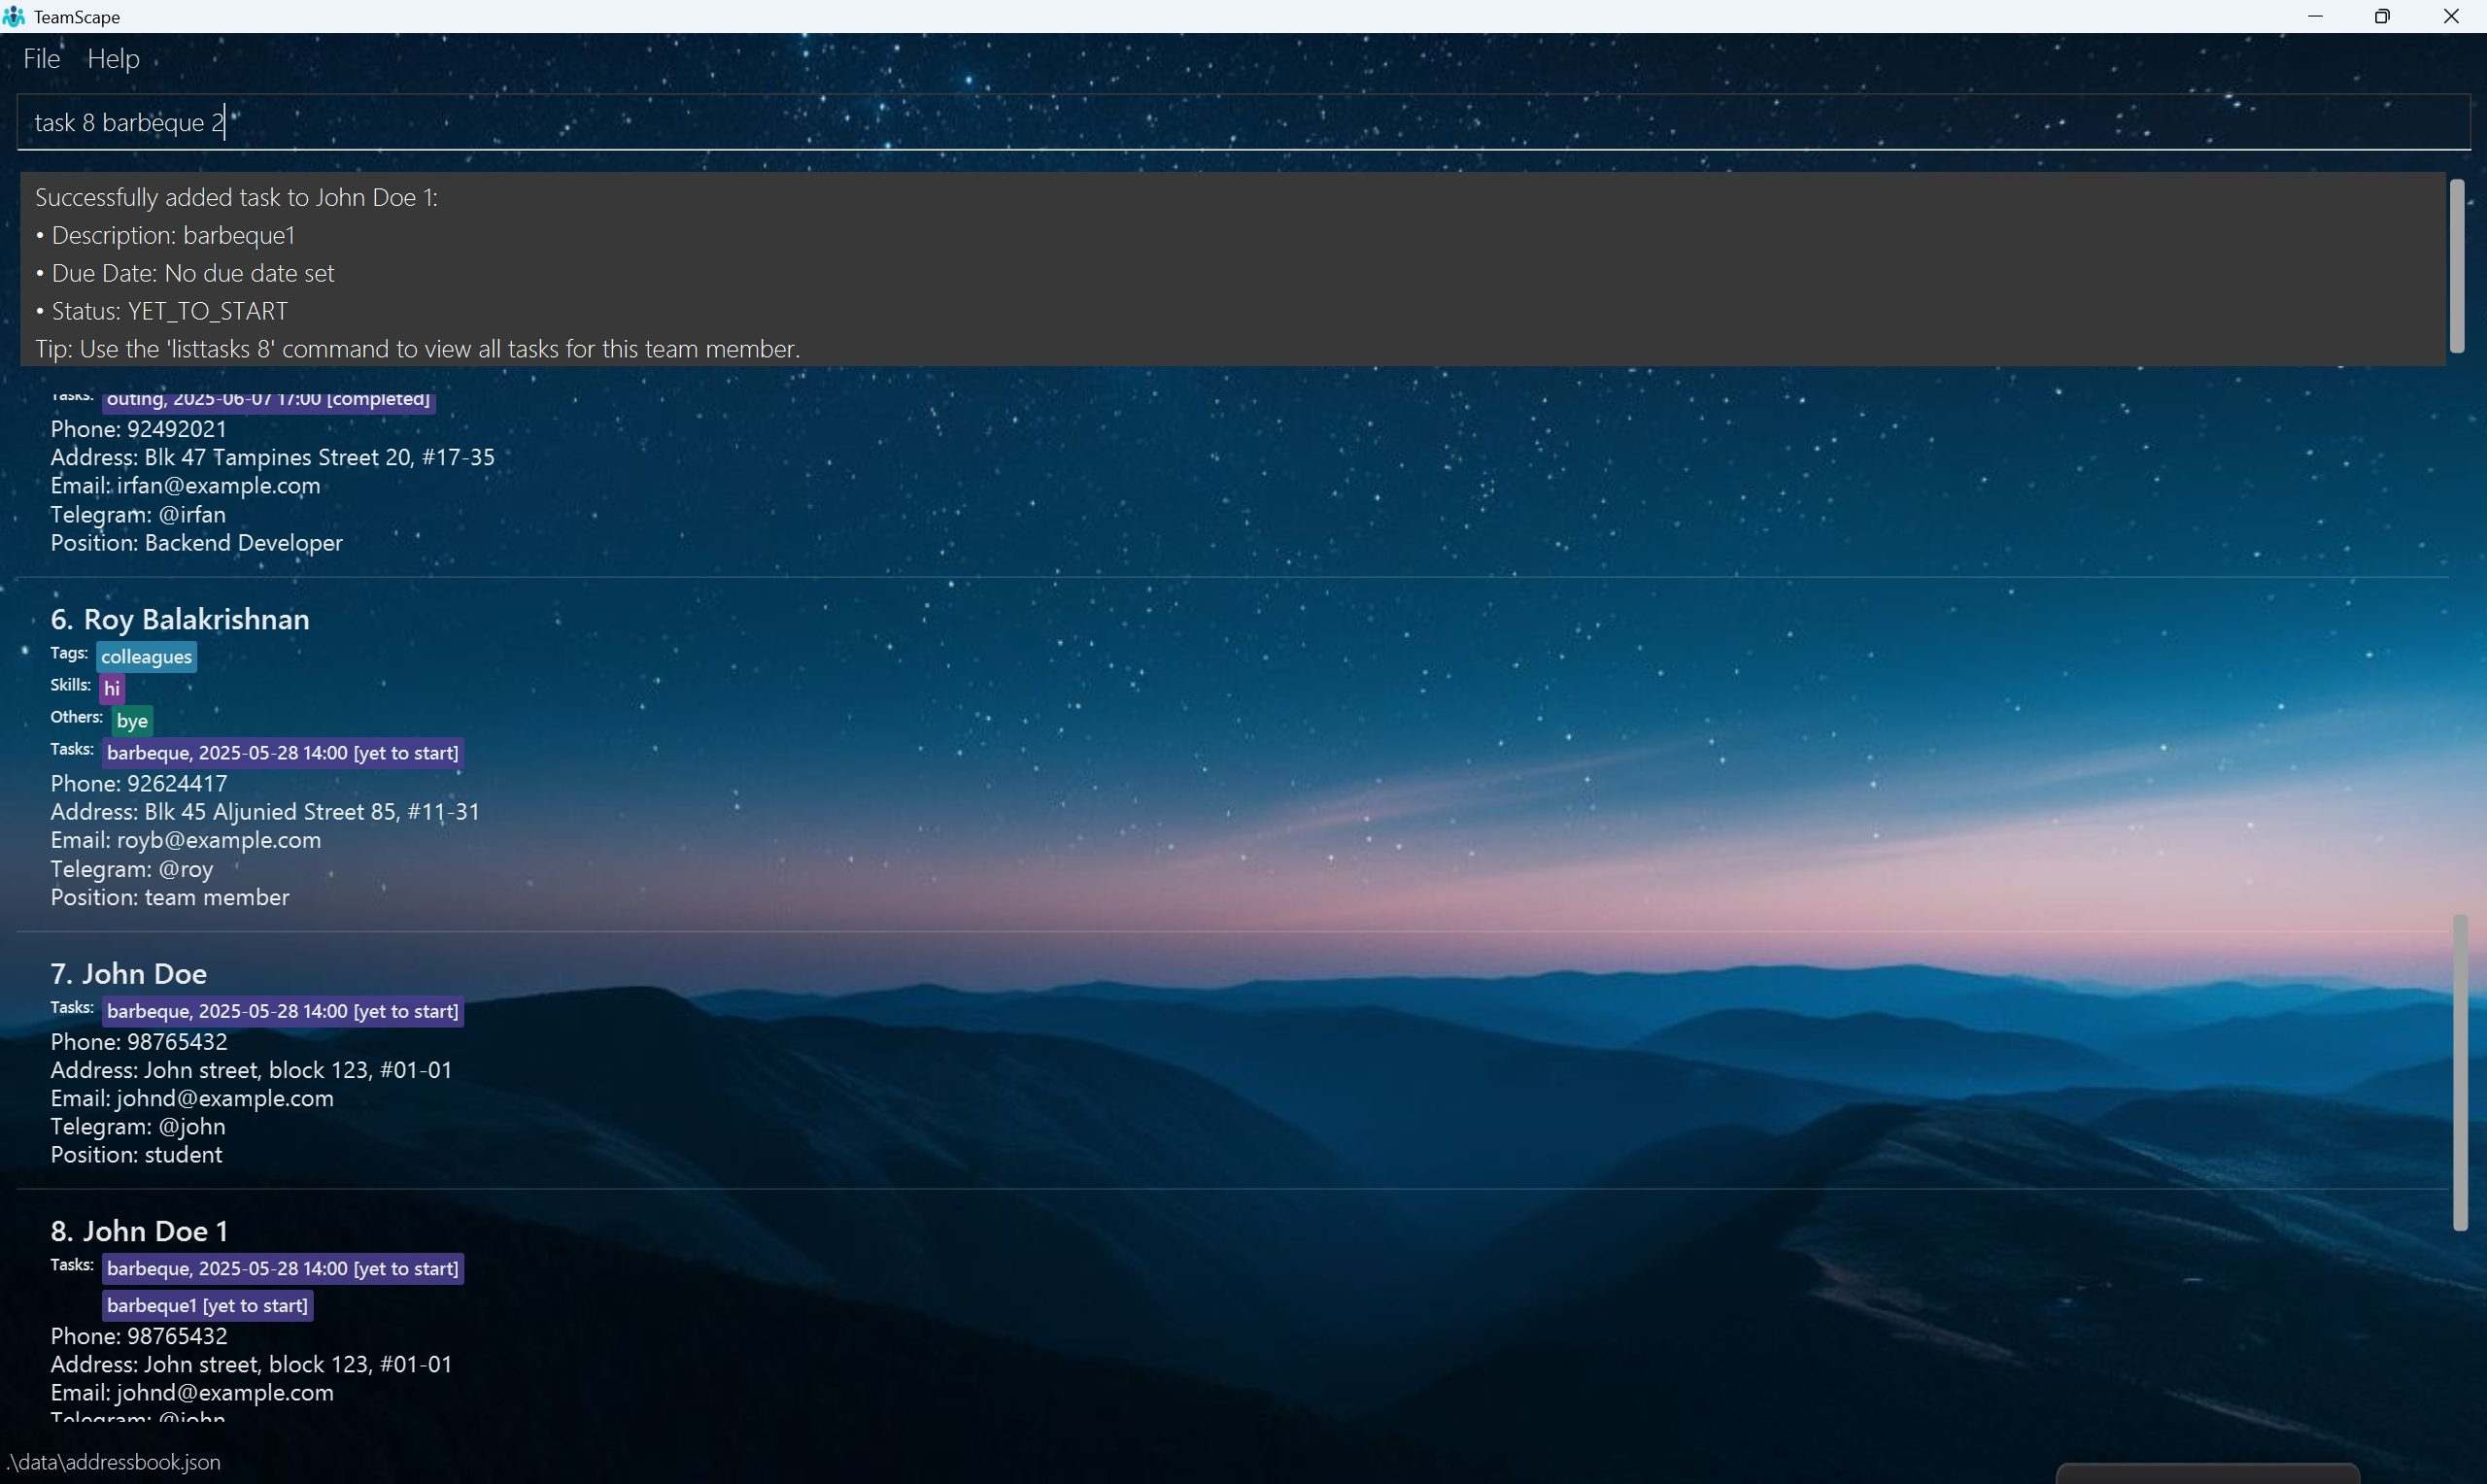 TeamScape
File Help
task 8 barbeque 2
Successfully added task to John Doe 1:
• Description: barbeque1
• Due Date: No due date set
• Status: YET_TO_START
Tip: Use the 'listtasks 8' command to view all tasks for this team member.
Tasks: outing, 2025-06-07 17:00 [completed]
Phone: 92492021
Address: Blk 47 Tampines Street 20, #17-35
Email: irfan@example.com
Telegram: @irfan
Position: Backend Developer
6. Roy Balakrishnan
Tags: colleagues
Skills: hi
Others: bye
Tasks: barbeque, 2025-05-28 14:00 [yet to start]
Phone: 92624417
Address: Blk 45 Aljunied Street 85, #11-31
Email: royb@example.com
Telegram: @roy
Position: team member
7. John Doe
Tasks: barbeque, 2025-05-28 14:00 [yet to start]
Phone: 98765432
Address: John street, block 123, #01-01
Email: johnd@example.com
Telegram: @john
Position: student
8. John Doe 1
Tasks: barbeque, 2025-05-28 14:00 [yet to start]
barbeque1 [yet to start]
Phone: 98765432
Address: John street, block 123, #01-01
Email: johnd@example.com
Telegram: @john
.\data\addressbook.json